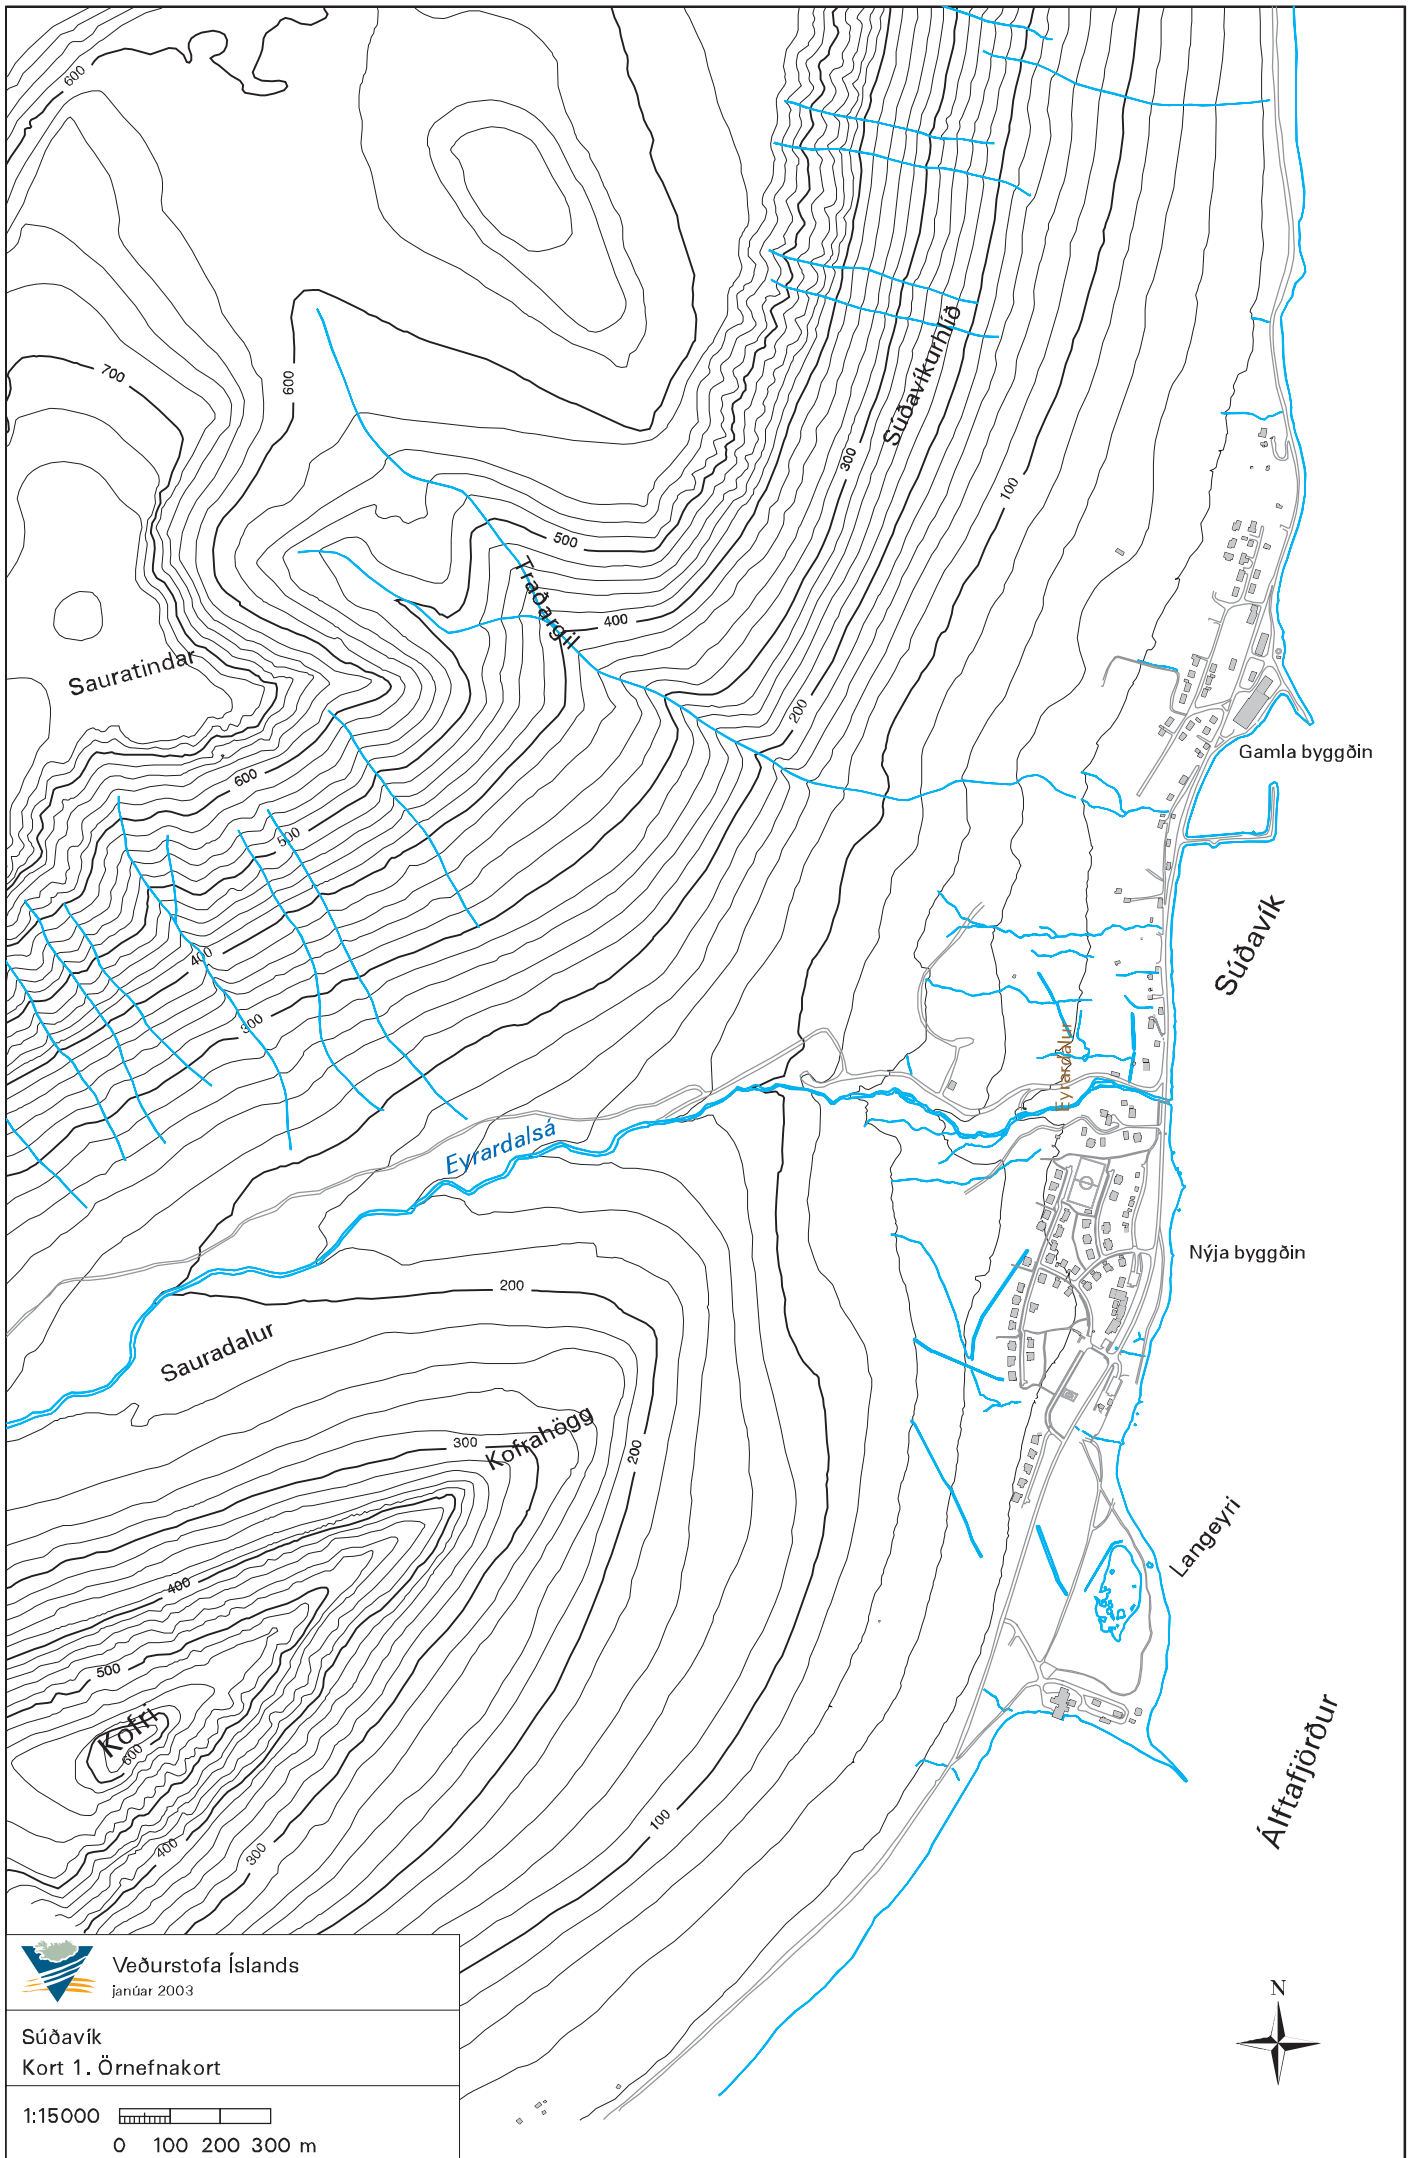 600
700
600
Súðavíkurhlíð
300
100
500
Traðargil
400
Sauratindar
200
600
Gamla byggðin
500
Súðavík
400
300
Eyrardalur
Eyrardalsá
Nýja byggðin
200
Sauradalur
Kofrahögg
300
200
Langeyri
400
500
Kofri
600
Álftafjörður
100
400
300
Veðurstofa Íslands
janúar 2003
N
Súðavík
Kort 1. Örnefnakort
1:15000
0 100 200 300 m